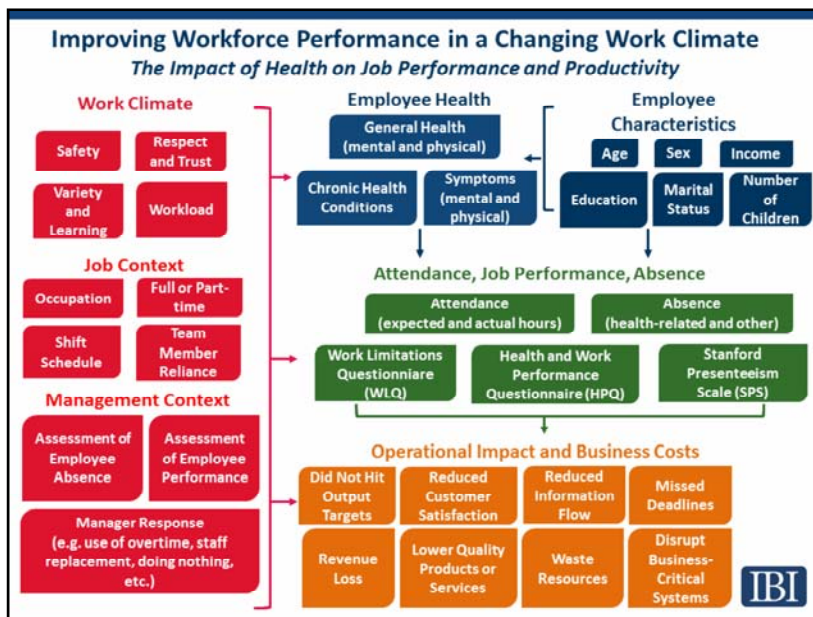 Improving Workforce Performance in a Changing Work Climate
The Impact of Health on Job Performance and Productivity
Work Climate
Safety
Respect
and Trust
Variety
and
Learning
Workload
Job Context
Occupation
Full or Part-
time
Shift
Schedule
Team
Member
Reliance
Management Context
Assessment of
Employee
Absence
Assessment
of Employee
Performance
Manager Response
(e.g. use of overtime, staff
replacement, doing nothing,
etc.)
Employee Health
General Health
(mental and physical)
Chronic Health
Conditions
Symptoms
(mental and
physical)
Employee
Characteristics
Age
Sex
Income
Education
Marital
Status
Number
of
Children
Attendance, Job Performance, Absence
Attendance
(expected and actual hours)
Absence
(health-related and other)
Work Limitations
Questionniare
(WLQ)
Health and Work
Performance
Questionnaire (HPQ)
Stanford
Presenteeism
Scale (SPS)
Operational Impact and Business Costs
Did Not Hit
Output
Targets
Reduced
Customer
Satisfaction
Reduced
Information
Flow
Missed
Deadlines
Revenue
Loss
Lower Quality
Products or
Services
Waste
Resources
Disrupt
Business-
Critical
Systems
IBI